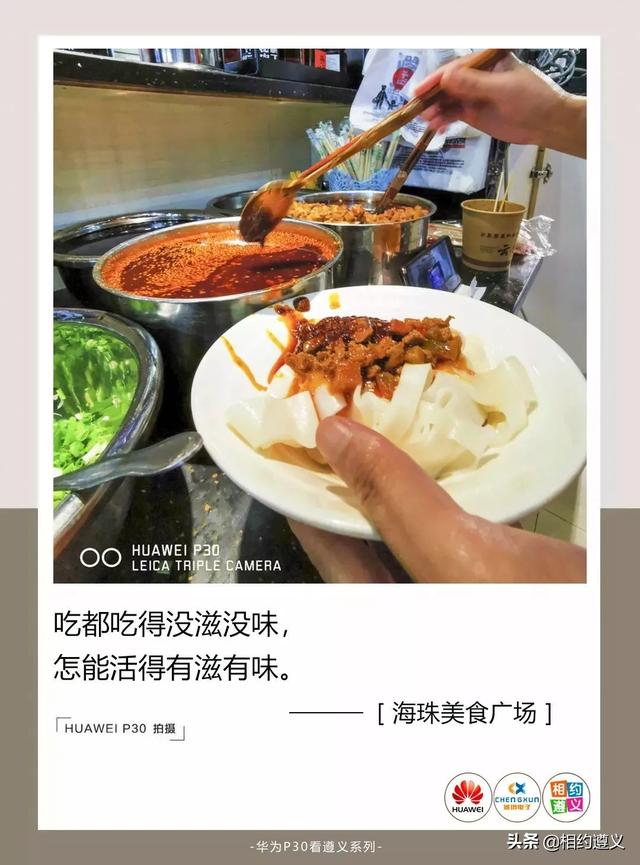 HUAWEI P30
LEICA TRIPLE CAMERA
吃都吃得没滋没味，
怎能活得有滋有味。
——— [ 海珠美食广场 ]
HUAWEI P30 拍摄
HUAWEI
CHENGXUN
诚讯电子
相约
遵义
-华为P30看遵义系列-
头条 @相约遵义